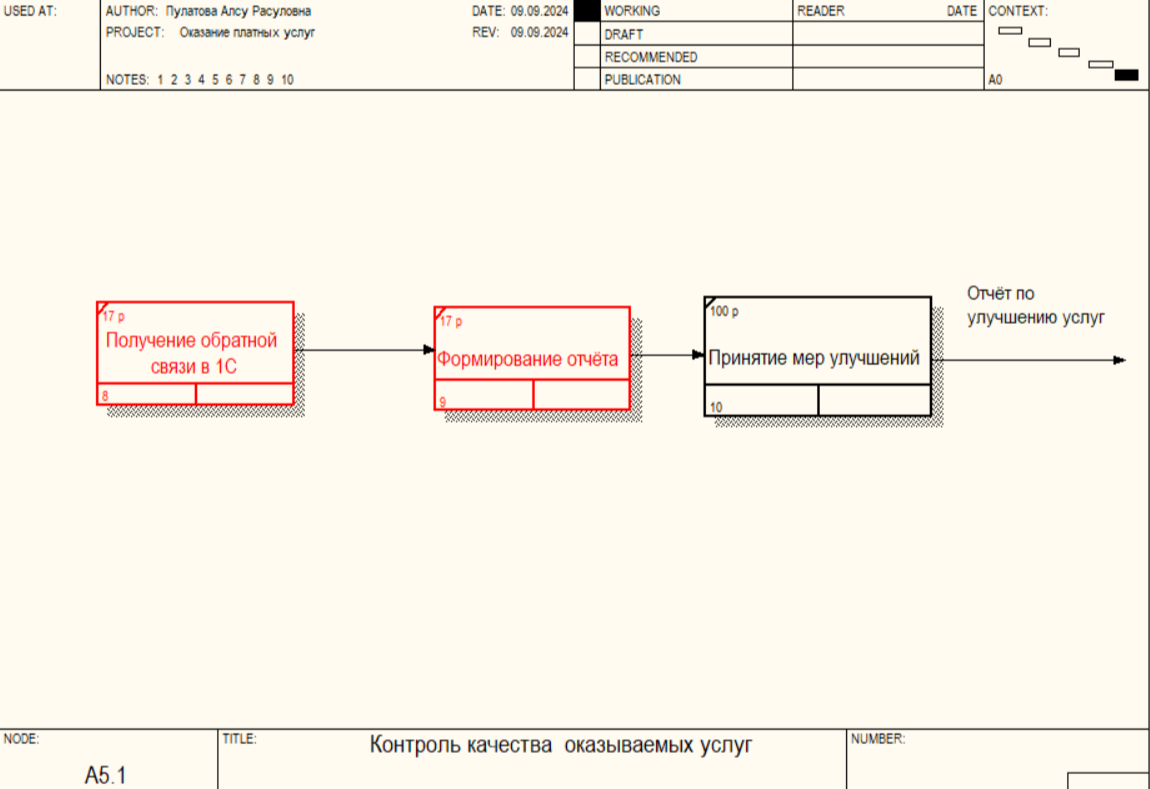 USED AT:
AUTHOR: Пулатова Алсу Расуловна
DATE: 09.09.2024
PROJECT: Оказание платных услуг
REV: 09.09.2024
NOTES: 1 2 3 4 5 6 7 8 9 10
WORKING
DRAFT
RECOMMENDED
PUBLICATION
READER DATE
CONTEXT:
A0
17 р
Получение обратной
связи в 1С
8
17 р
Формирование отчёта
9
100 р
Принятие мер улучшений
10
Отчёт по
улучшению услуг
NODE:
A5.1
TITLE:
Контроль качества оказываемых услуг
NUMBER: